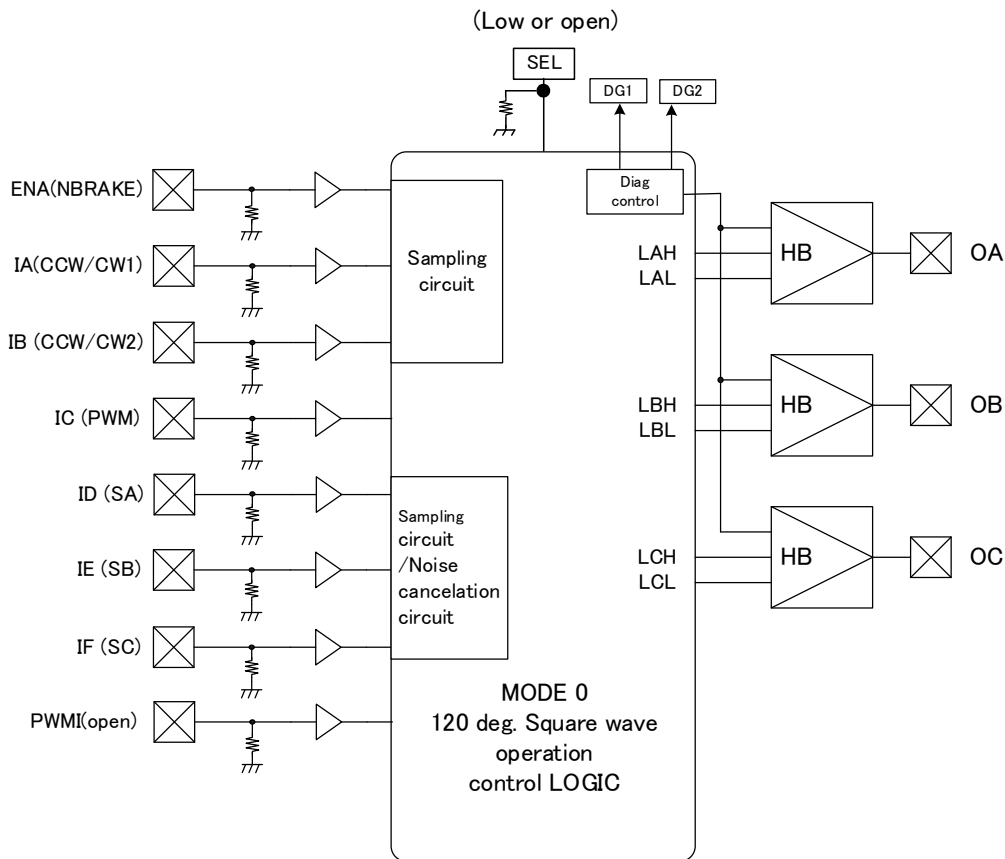 (Low or open)
SEL
DG1
DG2
Diag
control
ENA(NBRAKE)
IA(CCW/CW1)
IB (CCW/CW2)
IC (PWM)
ID (SA)
IE (SB)
IF (SC)
PWMI(open)
Sampling
circuit
Sampling
circuit
/Noise
cancelation
circuit
LAH
LAL
HB
OA
LBH
LBL
HB
OB
LCH
LCL
HB
OC
MODE 0
120 deg. Square wave
operation
control LOGIC